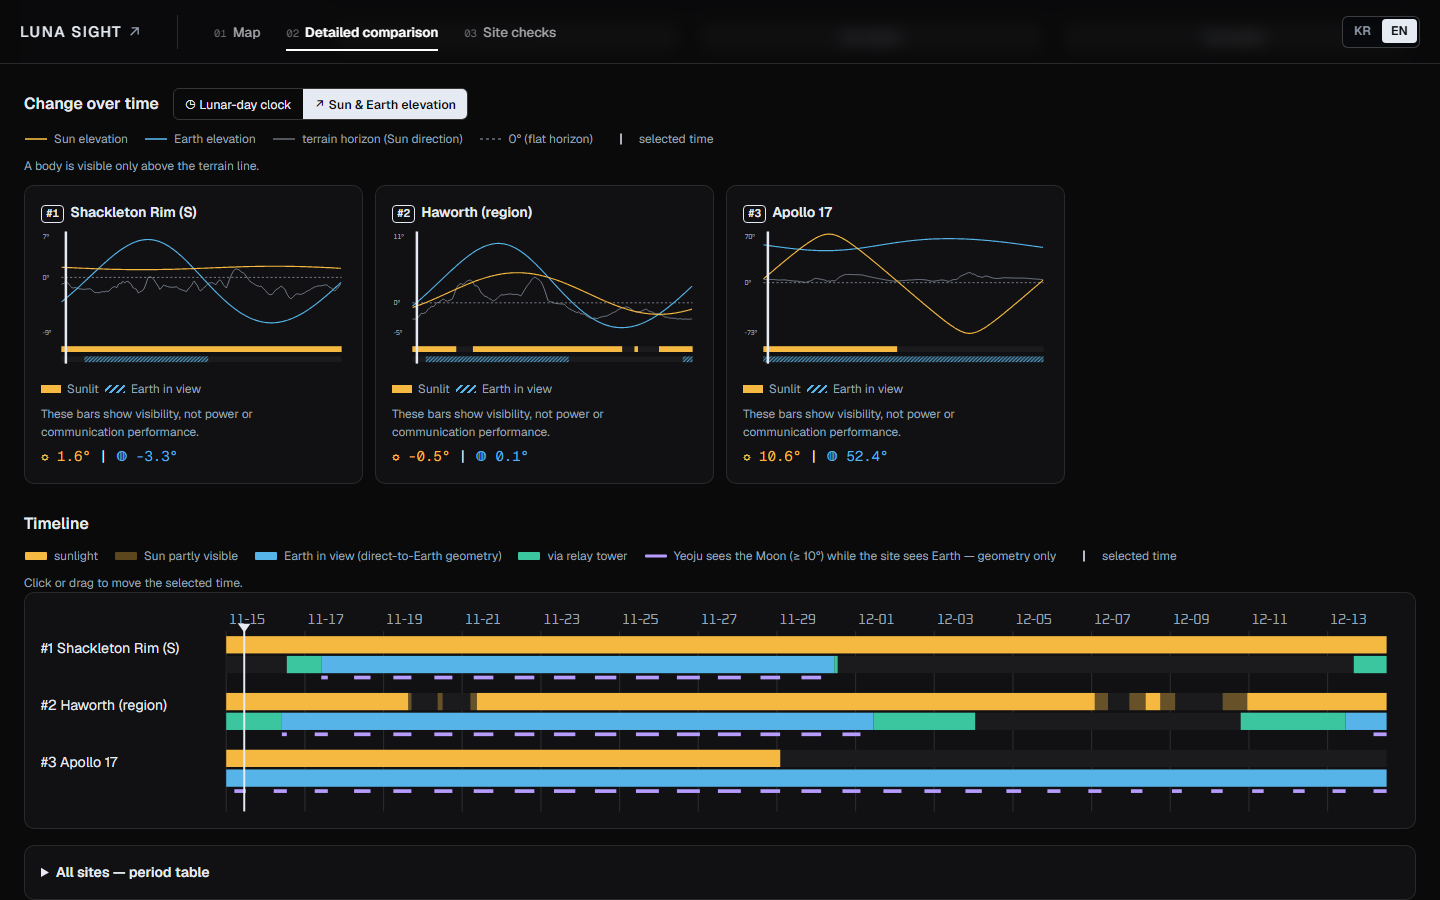 LUNA SIGHT ↗
01 Map
02 Detailed comparison
03 Site checks
KR EN
Change over time
Lunar-day clock
↗ Sun & Earth elevation
Sun elevation
Earth elevation
terrain horizon (Sun direction)
0° (flat horizon)
selected time
A body is visible only above the terrain line.
#1 Shackleton Rim (S)
7°
0°
-9°
Sunlit
Earth in view
These bars show visibility, not power or
communication performance.
1.6° | -3.3°
#2 Haworth (region)
11°
0°
-5°
Sunlit
Earth in view
These bars show visibility, not power or
communication performance.
-0.5° | 0.1°
#3 Apollo 17
70°
0°
-73°
Sunlit
Earth in view
These bars show visibility, not power or
communication performance.
10.6° | 52.4°
Timeline
sunlight
Sun partly visible
Earth in view (direct-to-Earth geometry)
via relay tower
Yeoju sees the Moon (≥ 10°) while the site sees Earth — geometry only
selected time
Click or drag to move the selected time.
11-15 11-17 11-19 11-21 11-23 11-25 11-27 11-29 12-01 12-03 12-05 12-07 12-09 12-11 12-13
#1 Shackleton Rim (S)
#2 Haworth (region)
#3 Apollo 17
All sites — period table